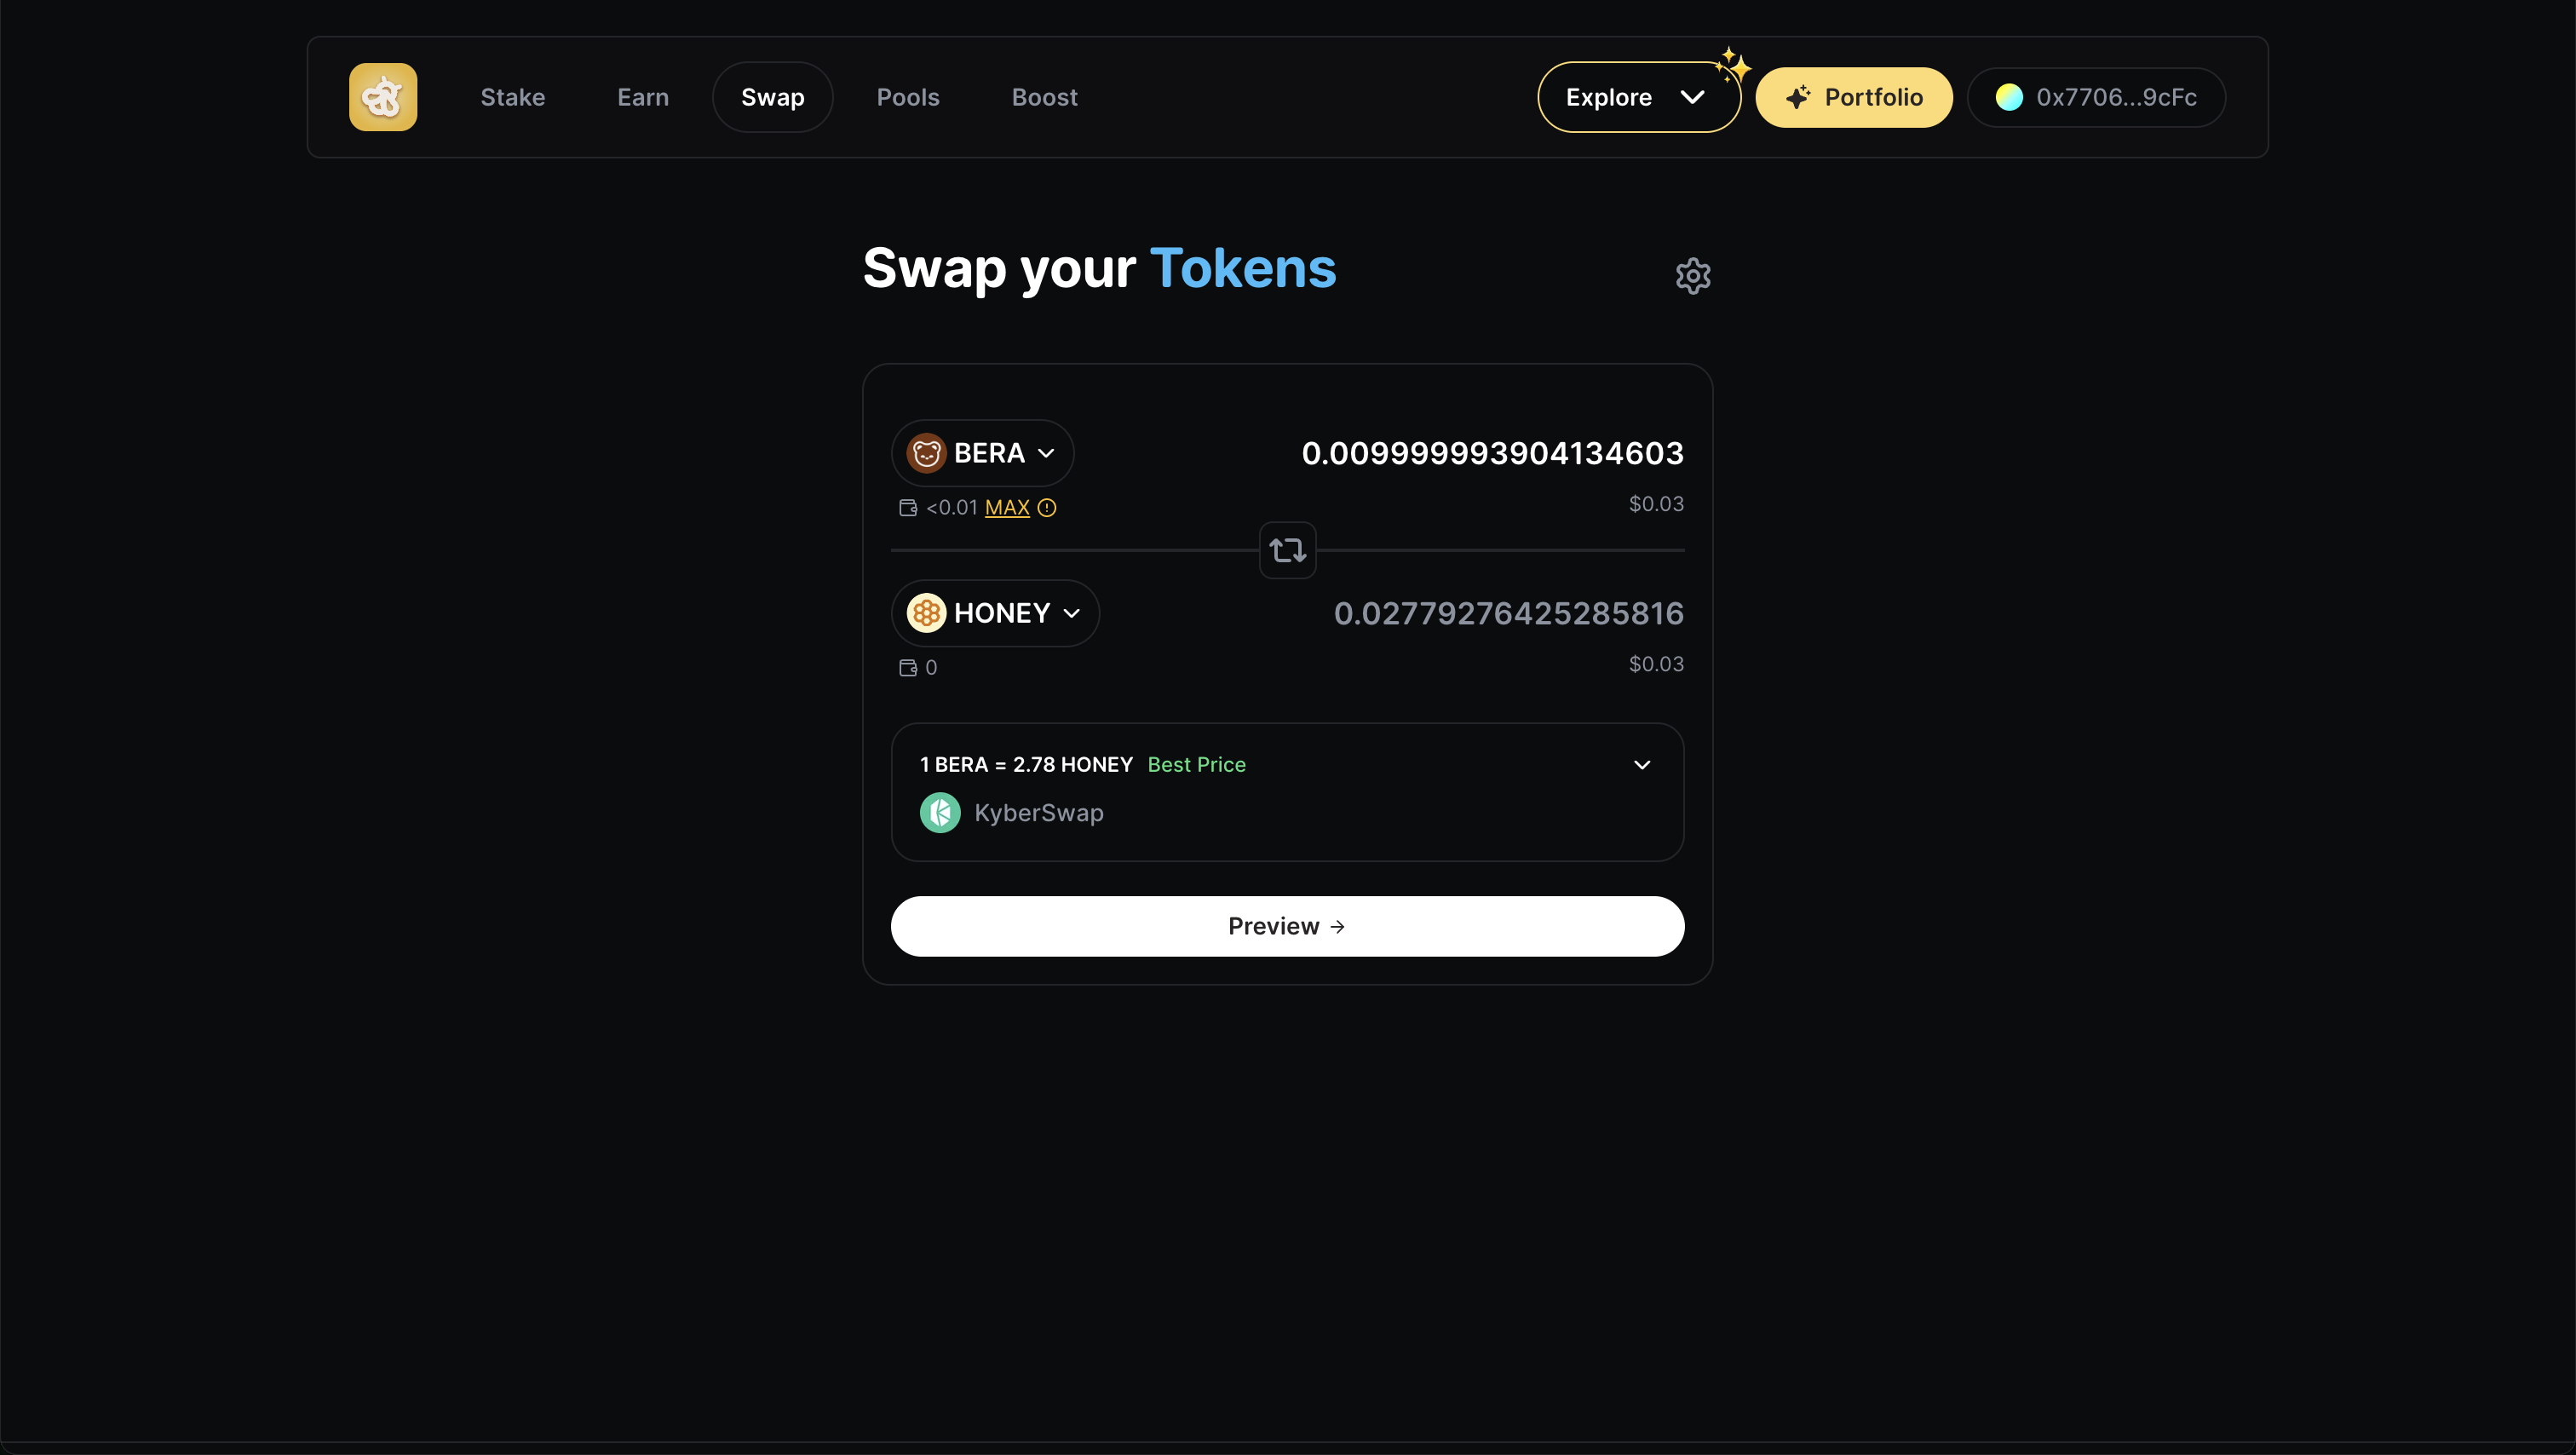 Stake Earn Swap Pools Boost Explore Portfolio 0x7706...9cFc
Swap your Tokens
BERA 0.009999993904134603
<0.01 MAX $0.03
HONEY 0.02779276425285816
0 $0.03
1 BERA = 2.78 HONEY Best Price
KyberSwap
Preview →